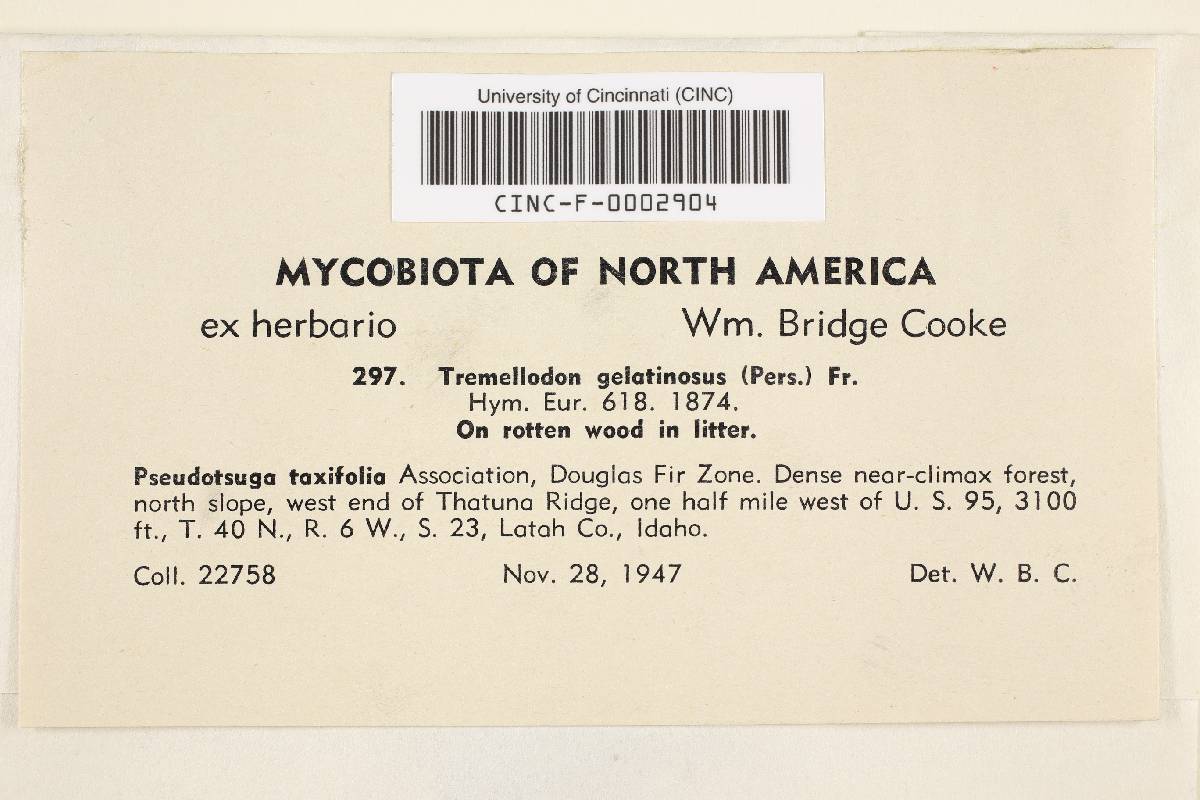 University of Cincinnati (CINC)
CINC-F-0002904
MYCOBIOTA OF NORTH AMERICA
ex herbario Wm. Bridge Cooke
297. Tremellodon gelatinosus (Pers.) Fr.
Hym. Eur. 618. 1874.
On rotten wood in litter.
Pseudotsuga taxifolia Association, Douglas Fir Zone. Dense near-climax forest,
north slope, west end of Thatuna Ridge, one half mile west of U. S. 95, 3100
ft., T. 40 N., R. 6 W., S. 23, Latah Co., Idaho.
Coll. 22758 Nov. 28, 1947 Det. W. B. C.